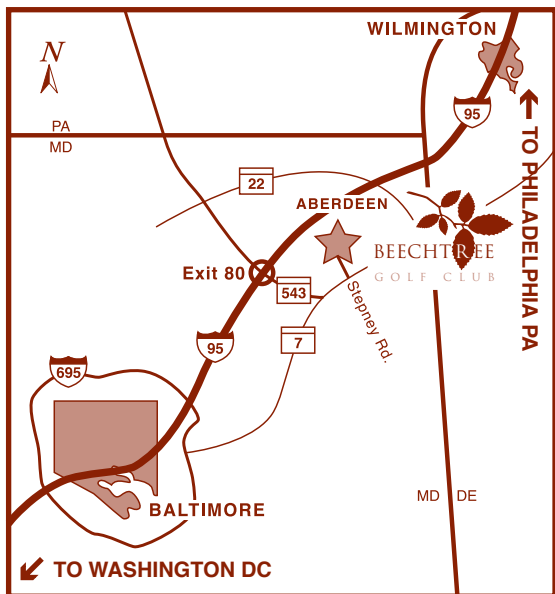 WILMINGTON
N
95
PA
MD
TO PHILADELPHIA PA
22
ABERDEEN
BEECHTREE
GOLF CLUB
Exit 80
543
Stepney Rd.
7
95
695
MD DE
BALTIMORE
TO WASHINGTON DC